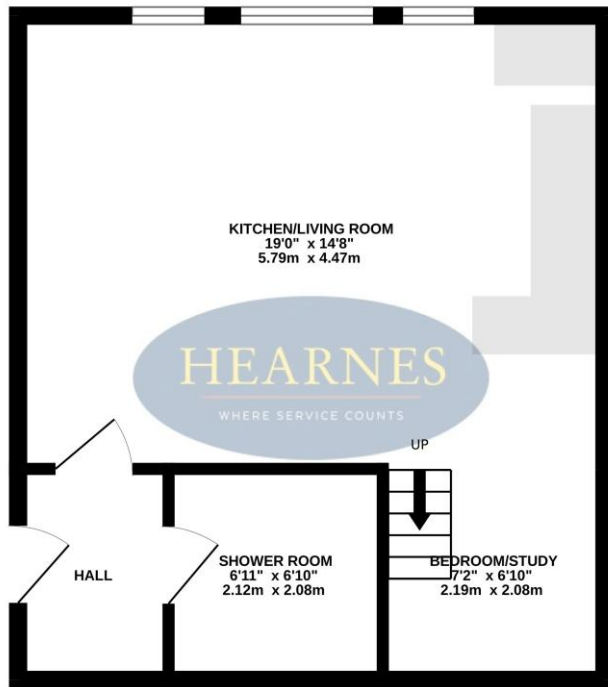 KITCHEN/LIVING ROOM
19'0" x 14'8"
5.79m x 4.47m
HEARNES
WHERE SERVICE COUNTS
UP
HALL
SHOWER ROOM
6'11" x 6'10"
2.12m x 2.08m
BEDROOM/STUDY
7'2" x 6'10"
2.19m x 2.08m